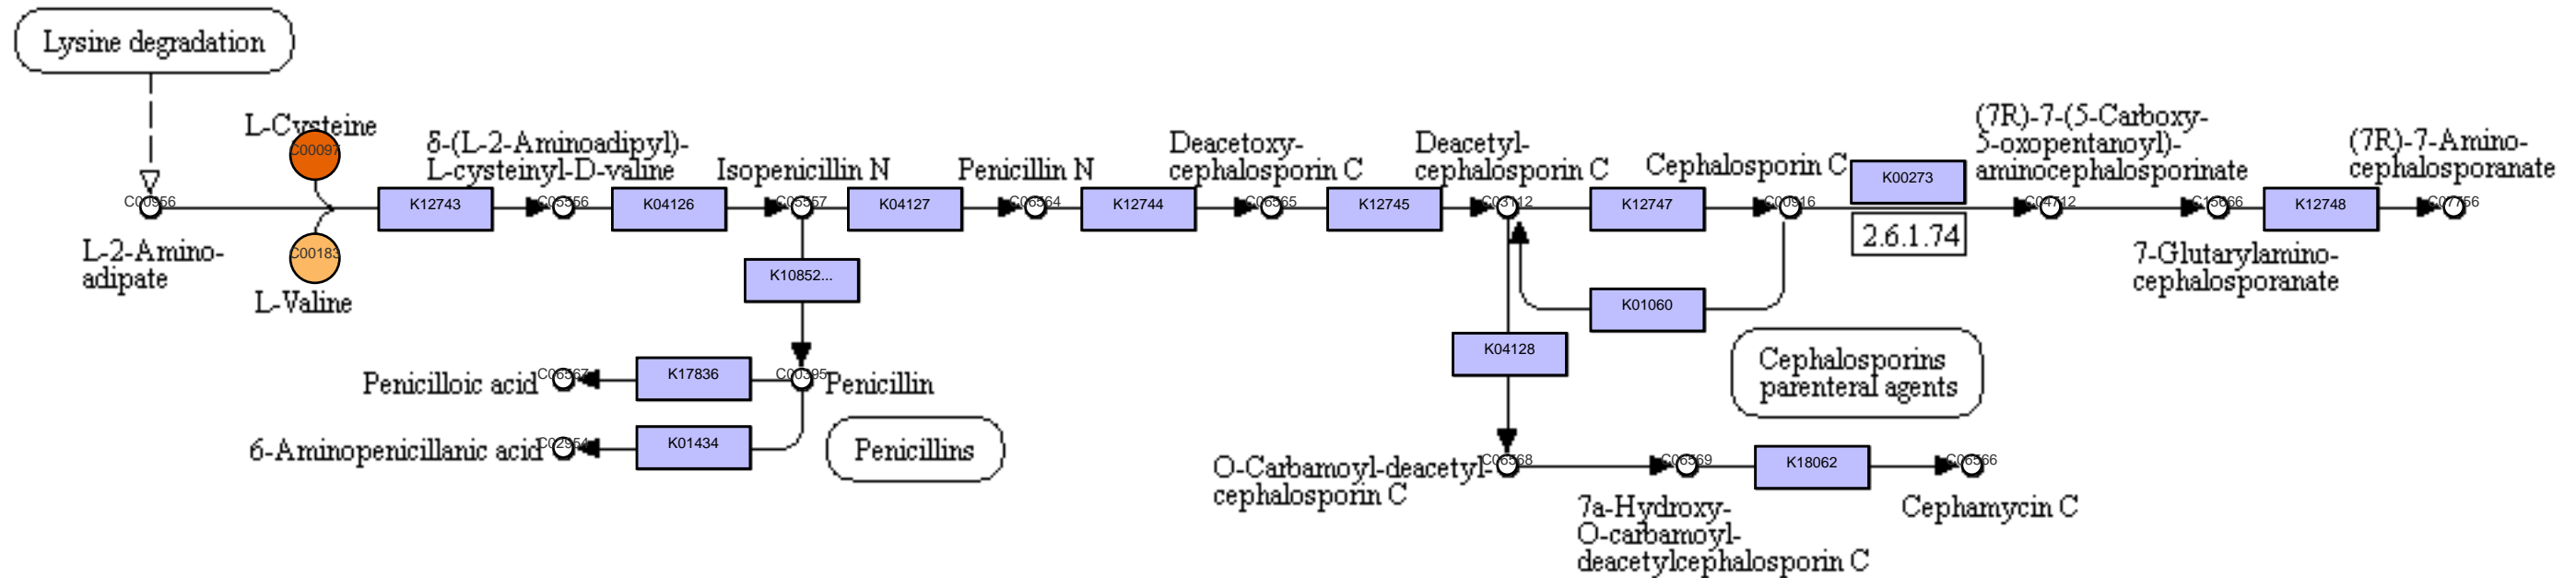 Lysine degradation
L-Cysteine
C00097
δ-(L-2-Aminoadipyl)-
L-cysteinyl-D-valine
Isopenicillin N
Penicillin N
Deacetoxy-
cephalosporin C
Deacetyl-
cephalosporin C
Cephalosporin C
(7R)-7-(5-Carboxy-
5-oxopentanoyl)-
aminocephalosporinate
(7R)-7-Amino-
cephalosporanate
K00273
C00956
K12743
C05556
K04126
C05557
K04127
C06564
K12744
C06565
K12745
C03112
K12747
C00916
C04712
C15666
K12748
C07756
2.6.1.74
L-2-Amino-
adipate
C00183
L-Valine
7-Glutarylamino-
cephalosporanate
K10852...
K01060
K04128
Cephalosporins
parenteral agents
Penicilloic acid
C06567
K17836
C00395
Penicillin
6-Aminopenicillanic acid
C02954
K01434
Penicillins
O-Carbamoyl-deacetyl-
cephalosporin C
C06568
C06569
K18062
C06566
7a-Hydroxy-
O-carbamoyl-
deacetylcephalosporin C
Cephamycin C